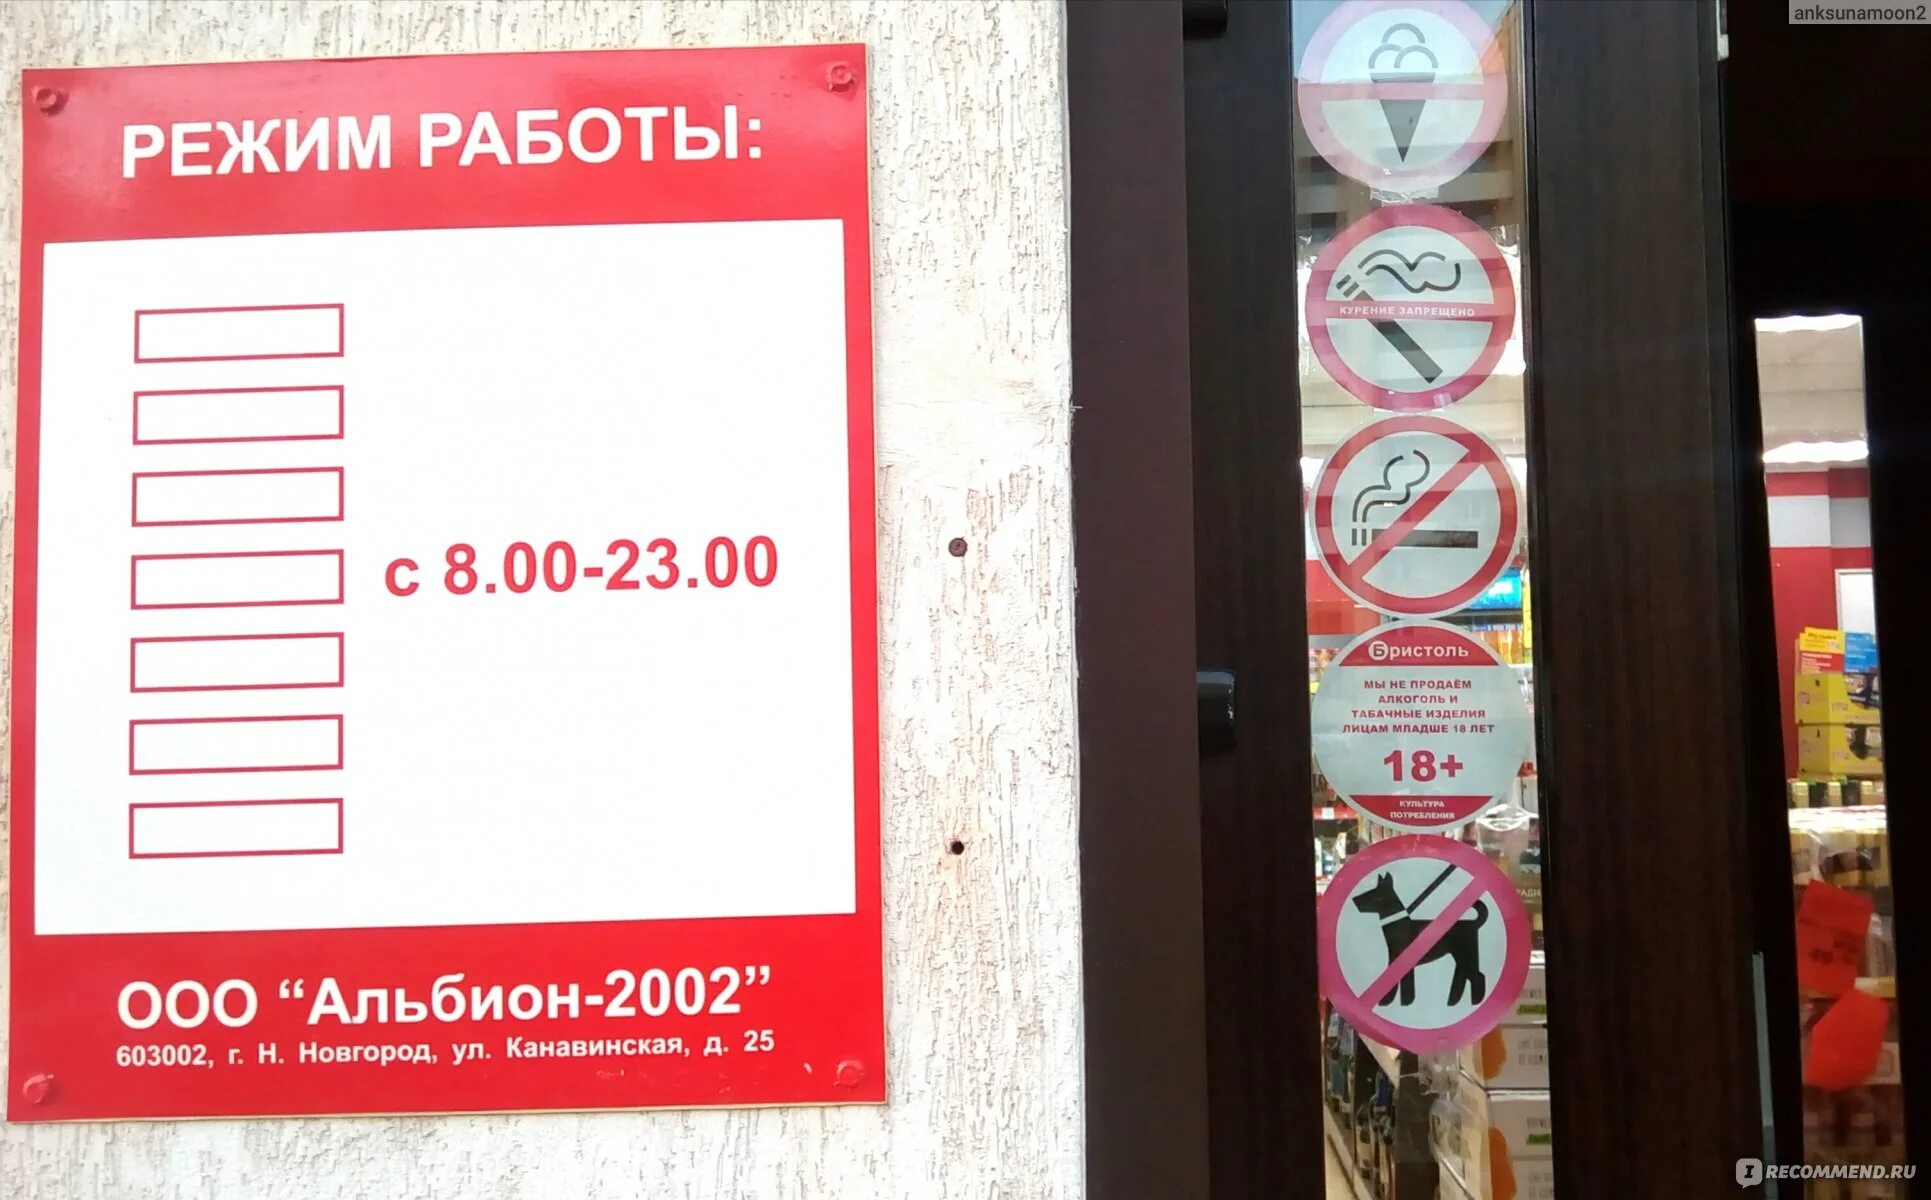 РЕЖИМ РАБОТЫ:
с 8.00-23.00
ООО “Альбион-2002”
603002, г. Н. Новгород, ул. Канавинская, д. 25
КУРЕНИЕ ЗАПРЕЩЕНО
Бристоль
МЫ НЕ ПРОДАЁМ
АЛКОГОЛЬ И
ТАБАЧНЫЕ ИЗДЕЛИЯ
ЛИЦАМ МЛАДШЕ 18 ЛЕТ
18+
КУЛЬТУРА
ПОТРЕБЛЕНИЯ
anksunamoon2
IRECOMMEND.RU